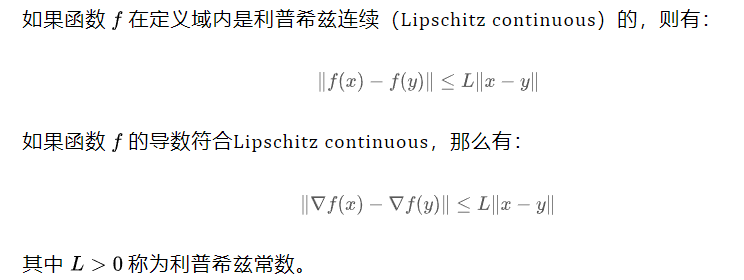 如果函数 f 在定义域内是利普希兹连续（Lipschitz continuous）的，则有：
‖f(x) − f(y)‖ ≤ L‖x − y‖
如果函数 f 的导数符合Lipschitz continuous，那么有：
‖∇f(x) − ∇f(y)‖ ≤ L‖x − y‖
其中 L > 0 称为利普希兹常数。